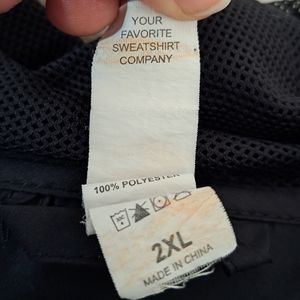 YOUR
FAVORITE
SWEATSHIRT
COMPANY
100% POLYESTER
2XL
MADE IN CHINA